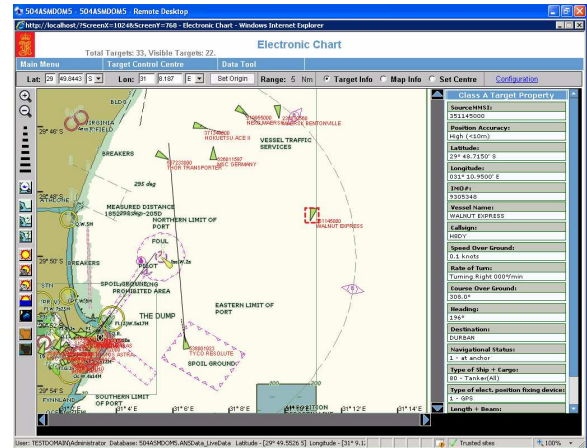 504ASMDOM5 - 504ASMDOM5 - Remote Desktop
http://localhost/?ScreenX=1024&ScreenY=768 - Electronic Chart - Windows Internet Explorer
Electronic Chart
Total Targets: 33, Visible Targets: 22.
Main Menu Target Control Centre Data Tool
Lat: 29 49.8443 S Lon: 31 8.187 E Set Origin Range: 5 Nm Target Info Map Info Set Centre Configuration
Class A Target Property
SourceMMSI:
351145000
Position Accuracy:
High (<10m)
Latitude:
29° 48.7150' S
Longitude:
031° 10.9500' E
IMO#:
9305348
Vessel Name:
WALNUT EXPRESS
Callsign:
H8DY
Speed Over Ground:
0.1 knots
Rate of Turn:
Turning Right 000°/min
Course Over Ground:
308.0°
Heading:
196°
Destination:
DURBAN
Navigational Status:
1 - at anchor
Type of Ship + Cargo:
80 - Tanker(All)
Type of elect. position fixing device:
1 - GPS
Length + Beam:
BLDG
VIRGINIA
AIRFIELD
29° 46' S
BREAKERS
HOKUETSU ACE II
VESSEL TRAFFIC
SERVICES
THOR TRANSPORTER
MSC GERMANY
295 deg
29° 48' S
MEASURED DISTANCE
NORTHERN LIMIT OF
PORT
WALNUT EXPRESS
FOUL
29° 50' S
BREAKERS
PILOT
SPOIL GROUND
PROHIBITED AREA
EASTERN LIMIT OF
PORT
THE DUMP
TYCO RESOLUTE
SPOIL GROUND
29° 54' S
FYNNLAND
SOUTHERN LIMIT
OF PORT
31° 4' E
31° 6' E
31° 8' E
31° 12' E
31° 14' E
User: TESTDOMAIN\Administrator Database: 504ASMDOM5.ANSData_LiveData Latitude - [29° 49.5526 S] Longitude - [31° 9.1
Trusted sites
100%